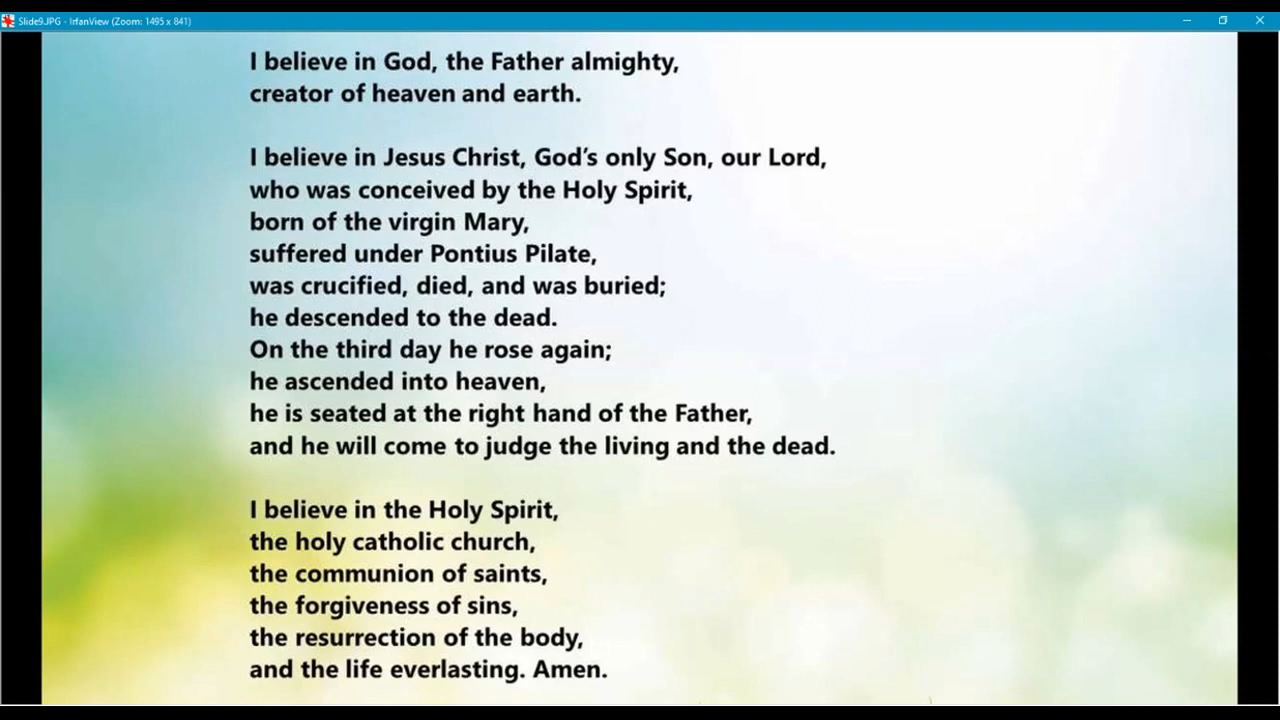 Slide9.JPG - IrfanView (Zoom: 1495 x 841)
I believe in God, the Father almighty,
creator of heaven and earth.
I believe in Jesus Christ, God’s only Son, our Lord,
who was conceived by the Holy Spirit,
born of the virgin Mary,
suffered under Pontius Pilate,
was crucified, died, and was buried;
he descended to the dead.
On the third day he rose again;
he ascended into heaven,
he is seated at the right hand of the Father,
and he will come to judge the living and the dead.
I believe in the Holy Spirit,
the holy catholic church,
the communion of saints,
the forgiveness of sins,
the resurrection of the body,
and the life everlasting. Amen.